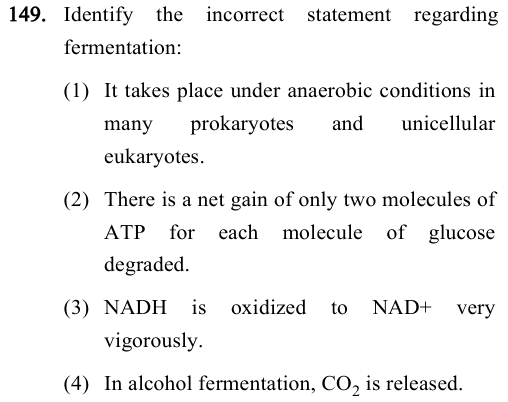 149. Identify the incorrect statement regarding
fermentation:
(1) It takes place under anaerobic conditions in
many prokaryotes and unicellular
eukaryotes.
(2) There is a net gain of only two molecules of
ATP for each molecule of glucose
degraded.
(3) NADH is oxidized to NAD+ very
vigorously.
(4) In alcohol fermentation, CO₂ is released.